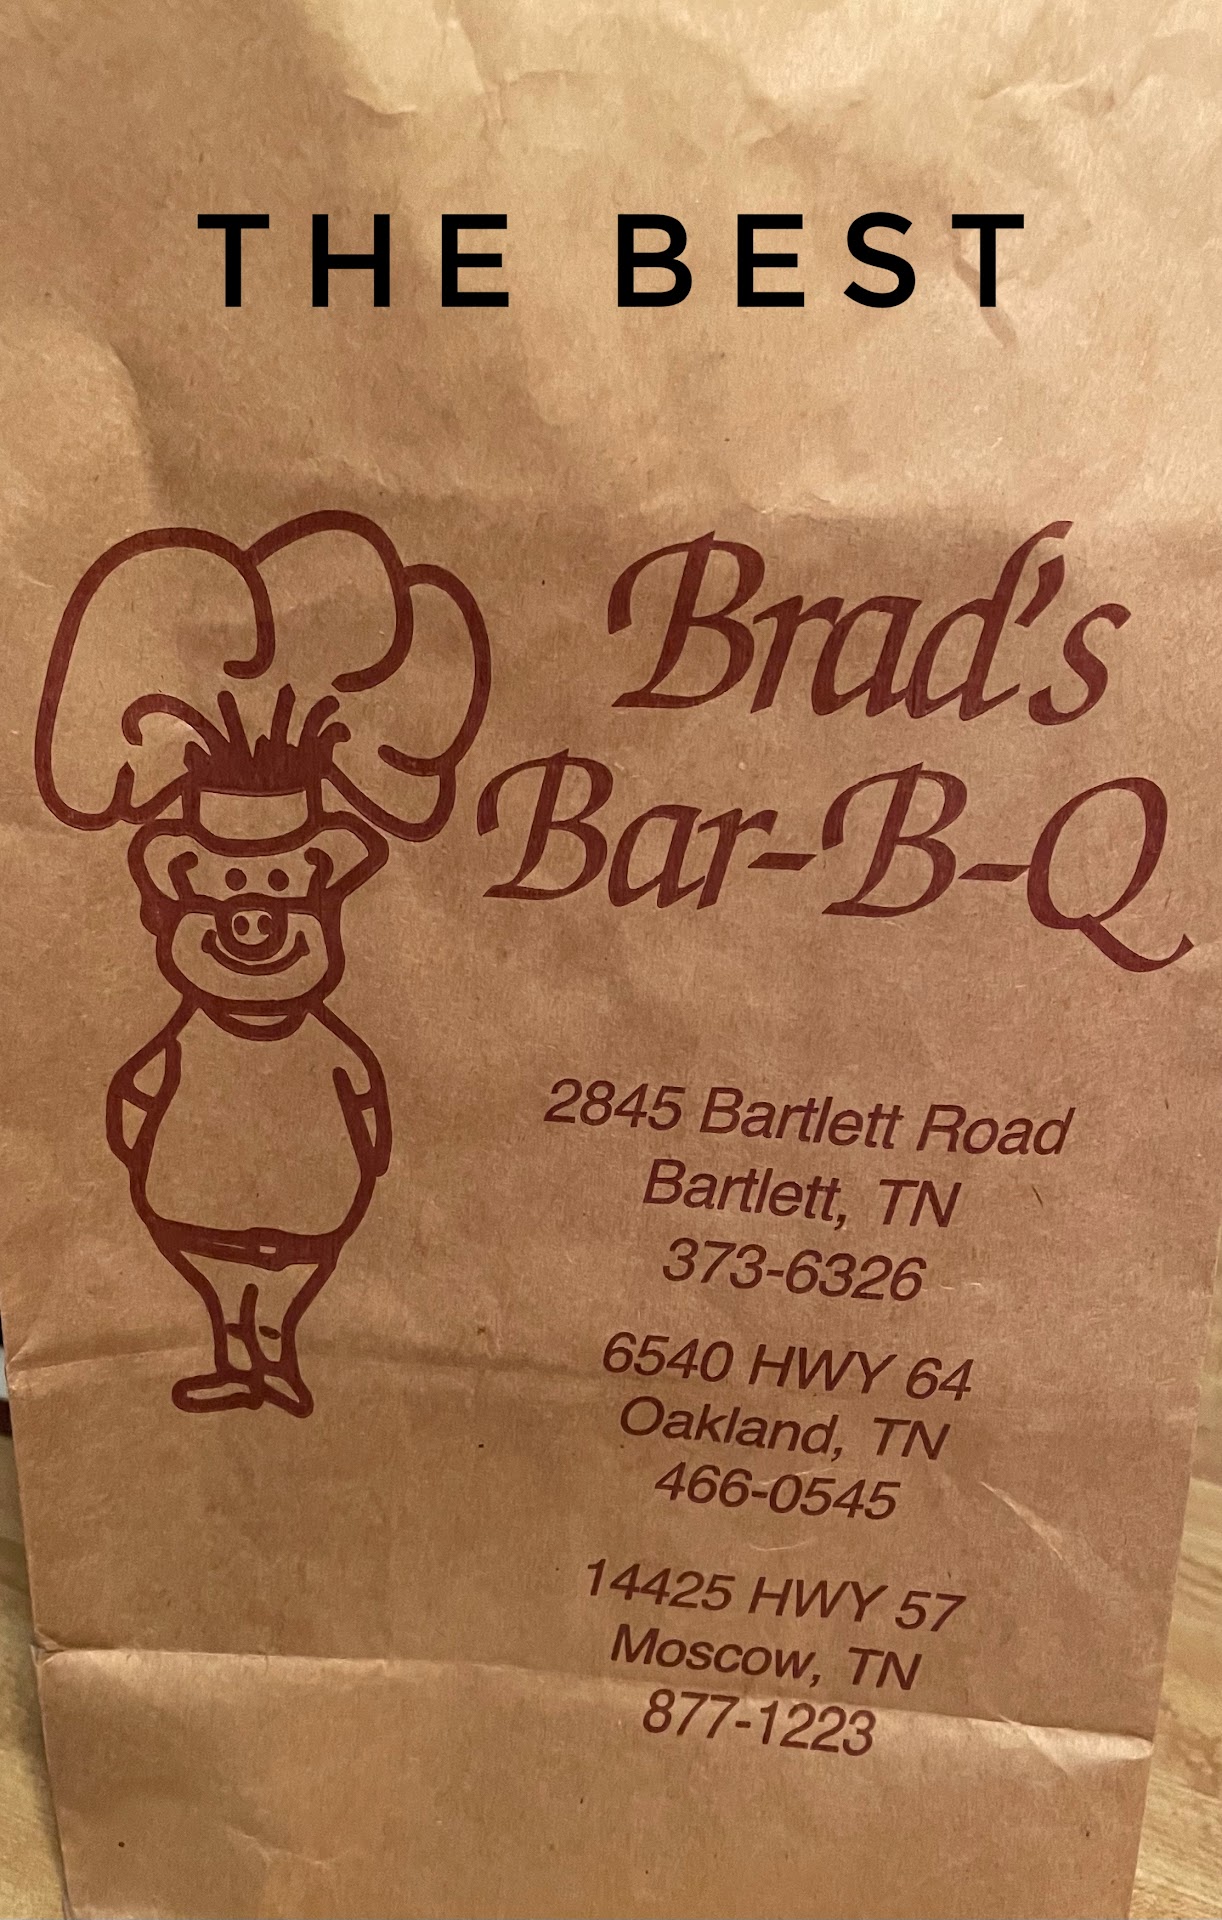 THE BEST
Brad's
Bar-B-Q
2845 Bartlett Road
Bartlett, TN
373-6326
6540 HWY 64
Oakland, TN
466-0545
14425 HWY 57
Moscow, TN
877-1223